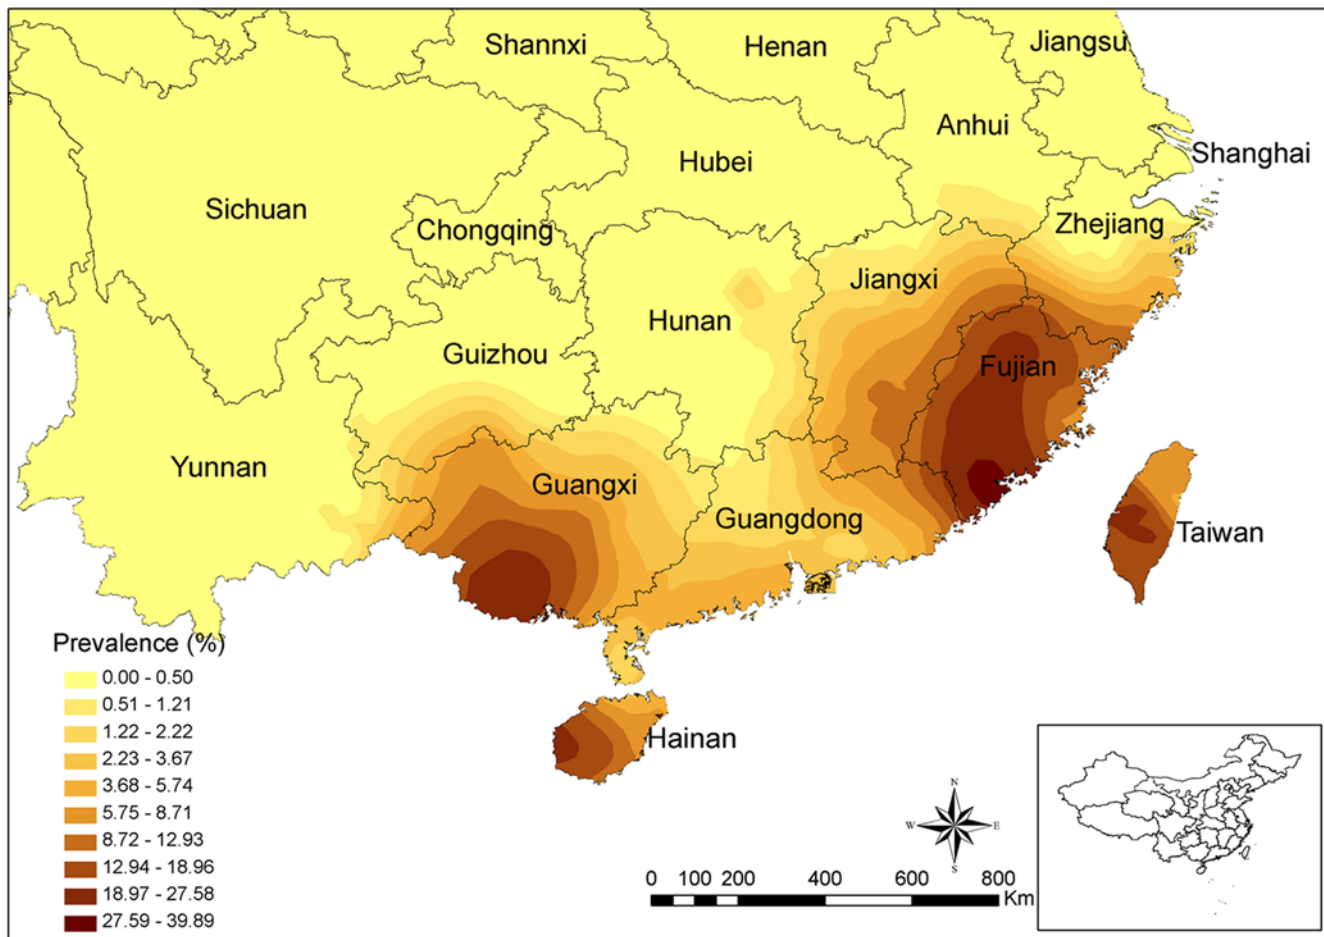 Shannxi
Henan
Jiangsu
Anhui
Shanghai
Hubei
Sichuan
Chongqing
Zhejiang
Jiangxi
Hunan
Guizhou
Fujian
Yunnan
Guangxi
Guangdong
Taiwan
Hainan
Prevalence (%)
0.00 - 0.50
0.51 - 1.21
1.22 - 2.22
2.23 - 3.67
3.68 - 5.74
5.75 - 8.71
8.72 - 12.93
12.94 - 18.96
18.97 - 27.58
27.59 - 39.89
N
W E
S
0 100 200 400 600 800
Km